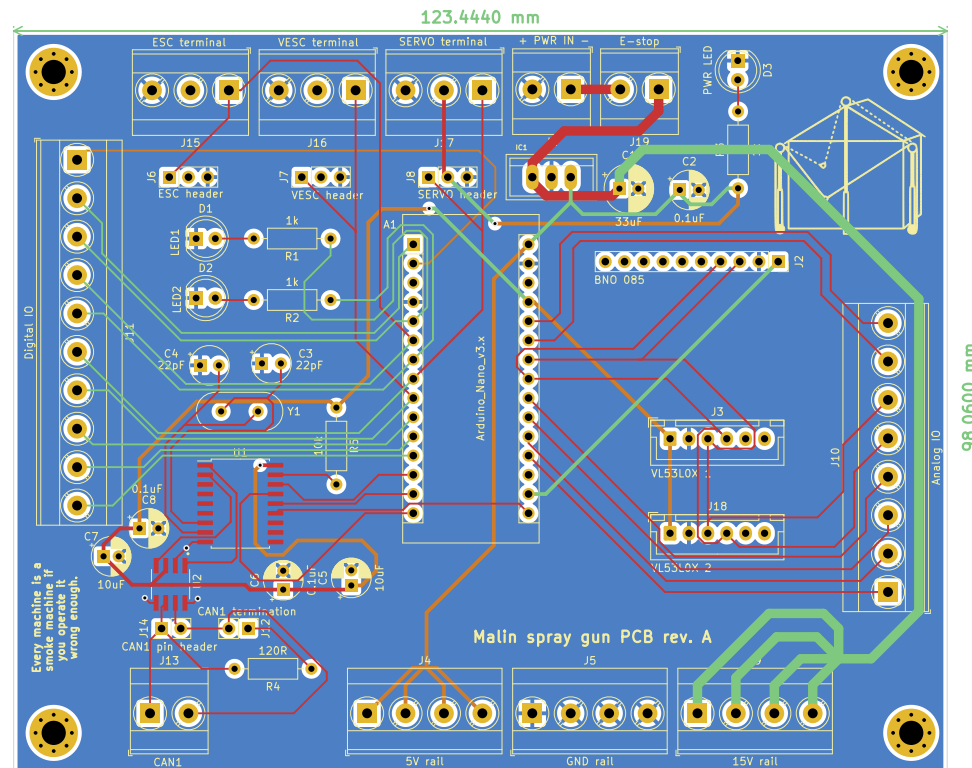 123.4440 mm
ESC terminal
VESC terminal
SERVO terminal
+ PWR IN -
E-stop
PWR LED
D3
J15
J16
J17
J19
IC1
C1
C2
J6
J7
J8
ESC header
VESC header
SERVO header
33uF
0.1uF
D1
LED1
1k
R1
A1
J2
BNO 085
D2
LED2
1k
R2
Digital IO
J11
Arduino_Nano_v3.x
C4
22pF
C3
22pF
Y1
10k
R5
J3
VL53L0X 1
J10
Analog IO
98.0600 mm
U1
0.1uF
C8
J18
VL53L0X 2
C7
10uF
U2
C6
0.1uF
C5
10uF
Every machine is a
smoke machine if
you operate it
wrong enough.
CAN1 termination
J14
J12
CAN1 pin header
Malin spray gun PCB rev. A
J13
120R
R4
J4
J5
CAN1
5V rail
GND rail
15V rail